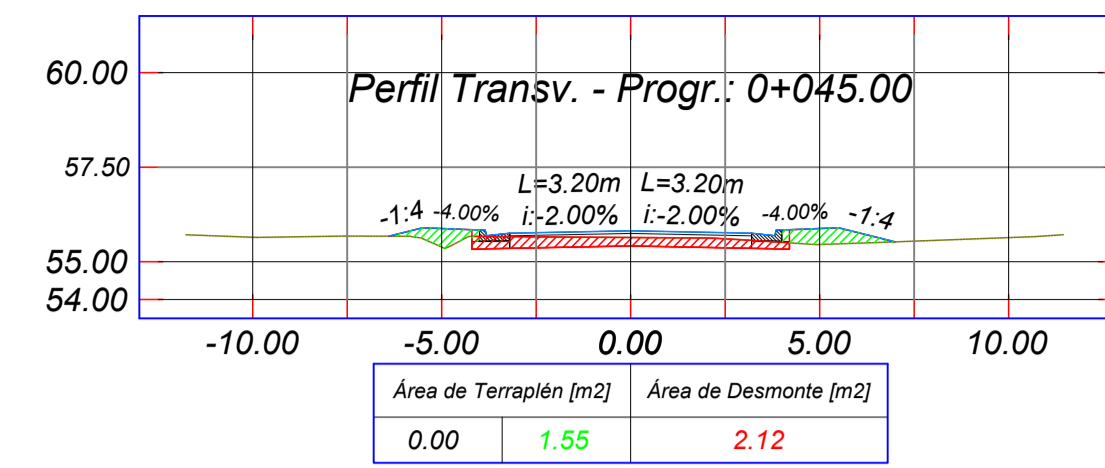 60.00
Perfil Transv. - Progr.: 0+045.00
57.50
L=3.20m L=3.20m
-1:4 -4.00% i:-2.00% i:-2.00% -4.00% -1:4
55.00
54.00
-10.00 -5.00 0.00 5.00 10.00
Área de Terraplén [m2] Área de Desmonte [m2]
0.00 1.55 2.12